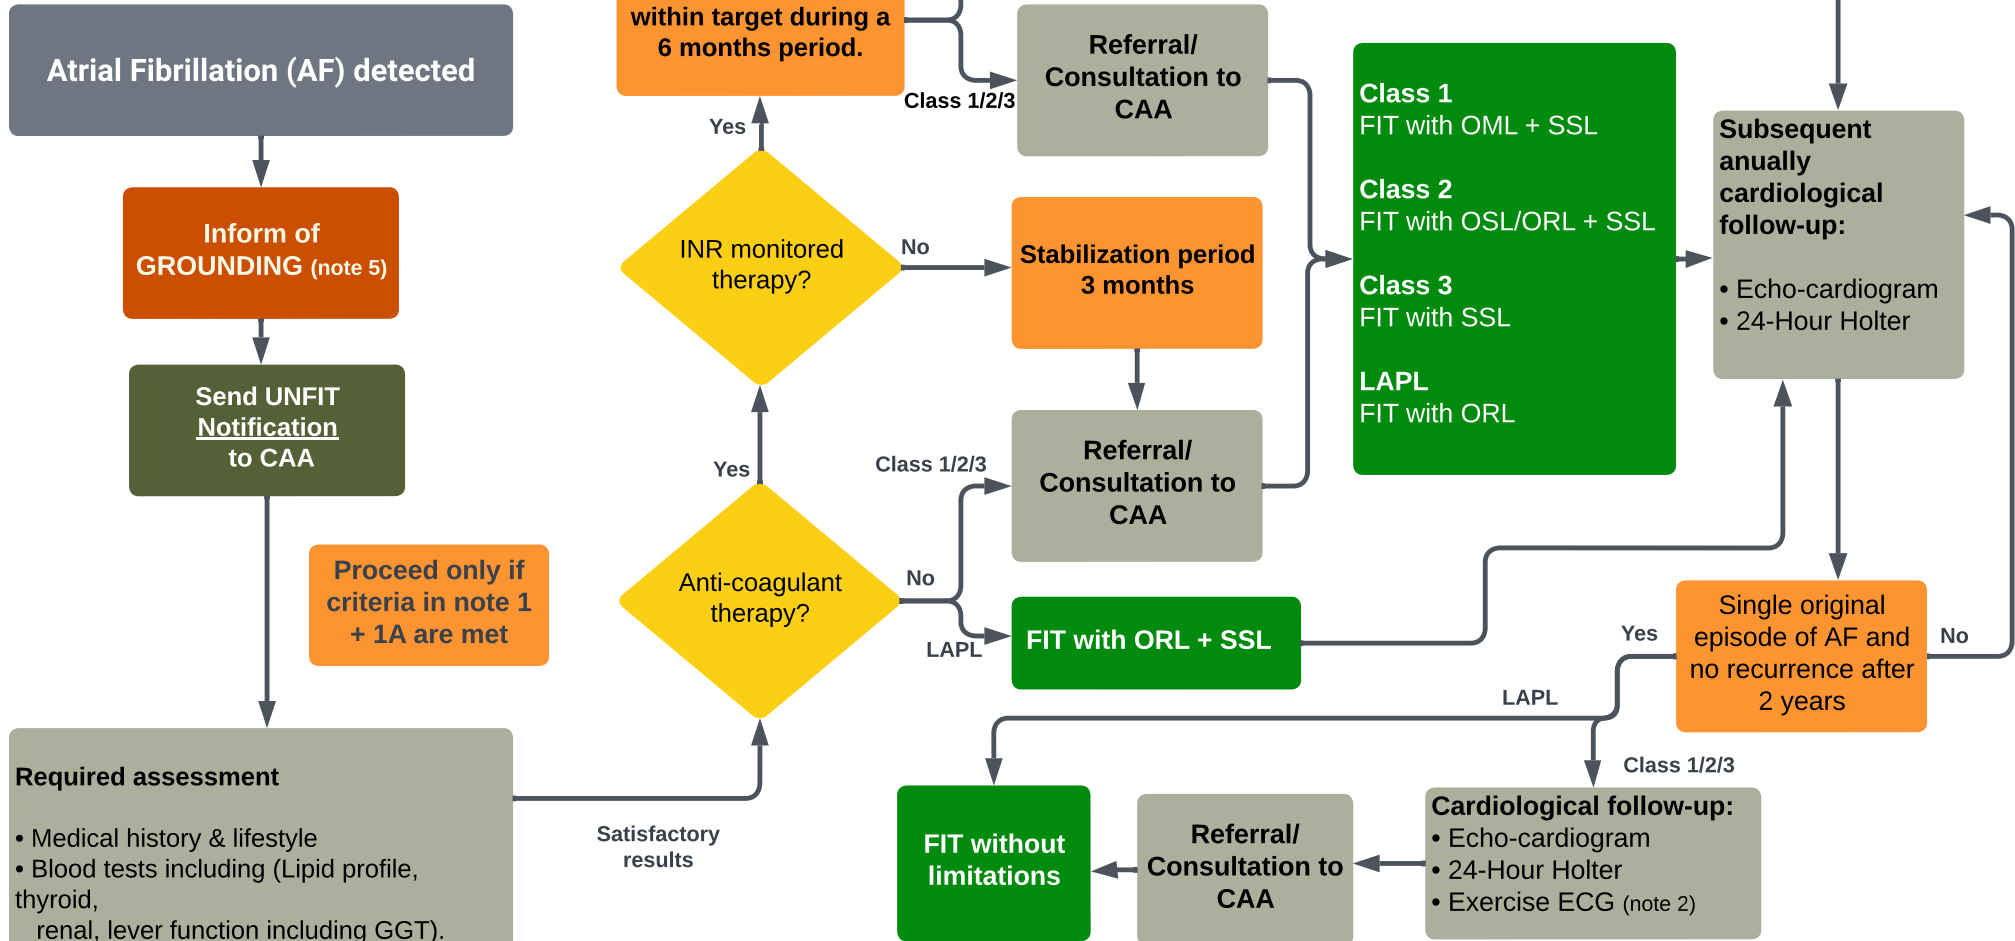 Atrial Fibrillation (AF) detected
Inform of
GROUNDING (note 5)
Send UNFIT
Notification
to CAA
Proceed only if
criteria in note 1
+ 1A are met
Required assessment
• Medical history & lifestyle
• Blood tests including (Lipid profile,
thyroid,
renal, lever function including GGT).
Satisfactory
results
within target during a
6 months period.
Yes
INR monitored
therapy?
No
Yes
Anti-coagulant
therapy?
No
Class 1/2/3
LAPL
Class 1/2/3
Referral/
Consultation to
CAA
Stabilization period
3 months
Referral/
Consultation to
CAA
FIT with ORL + SSL
Class 1
FIT with OML + SSL
Class 2
FIT with OSL/ORL + SSL
Class 3
FIT with SSL
LAPL
FIT with ORL
Subsequent
anually
cardiological
follow-up:
• Echo-cardiogram
• 24-Hour Holter
Single original
episode of AF and
no recurrence after
2 years
Yes
No
LAPL
Class 1/2/3
Cardiological follow-up:
• Echo-cardiogram
• 24-Hour Holter
• Exercise ECG (note 2)
Referral/
Consultation to
CAA
FIT without
limitations